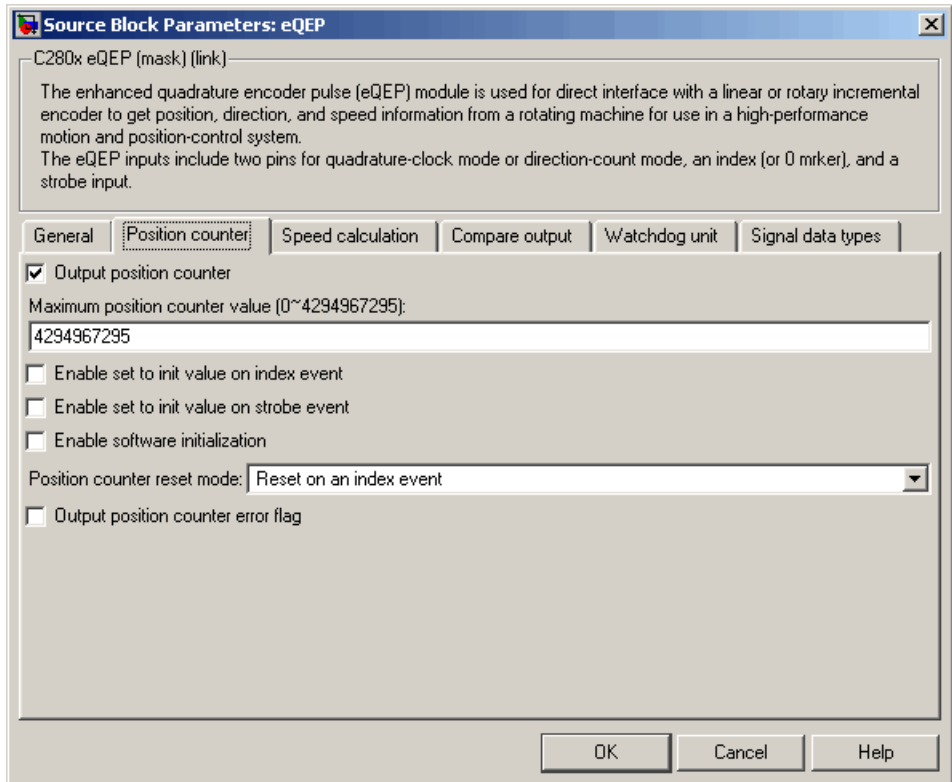 Source Block Parameters: eQEP
C280x eQEP (mask) (link)
The enhanced quadrature encoder pulse (eQEP) module is used for direct interface with a linear or rotary incremental
encoder to get position, direction, and speed information from a rotating machine for use in a high-performance
motion and position-control system.
The eQEP inputs include two pins for quadrature-clock mode or direction-count mode, an index (or 0 mrker), and a
strobe input.
General Position counter Speed calculation Compare output Watchdog unit Signal data types
Output position counter
Maximum position counter value (0~4294967295):
4294967295
Enable set to init value on index event
Enable set to init value on strobe event
Enable software initialization
Position counter reset mode: Reset on an index event
Output position counter error flag
OK Cancel Help